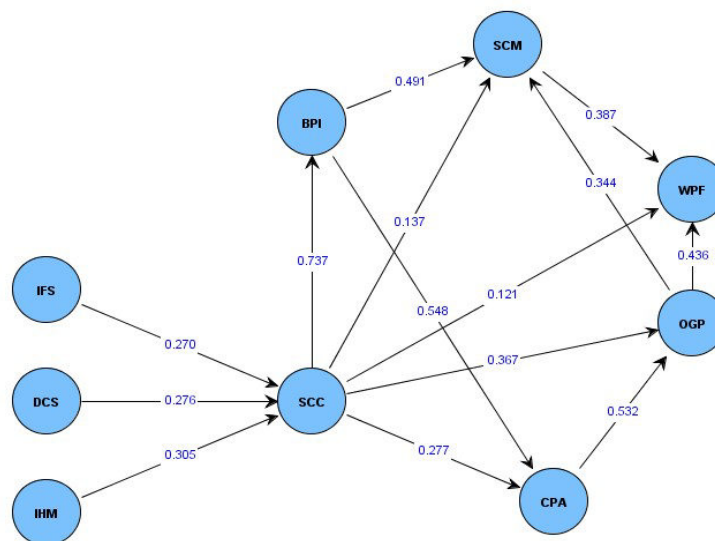 SCM
0.491
BPI
0.387
0.344
WPF
0.137
0.737
0.436
IFS
0.121
0.548
OGP
0.270
0.367
DCS
0.276
SCC
0.532
0.305
0.277
CPA
IHM